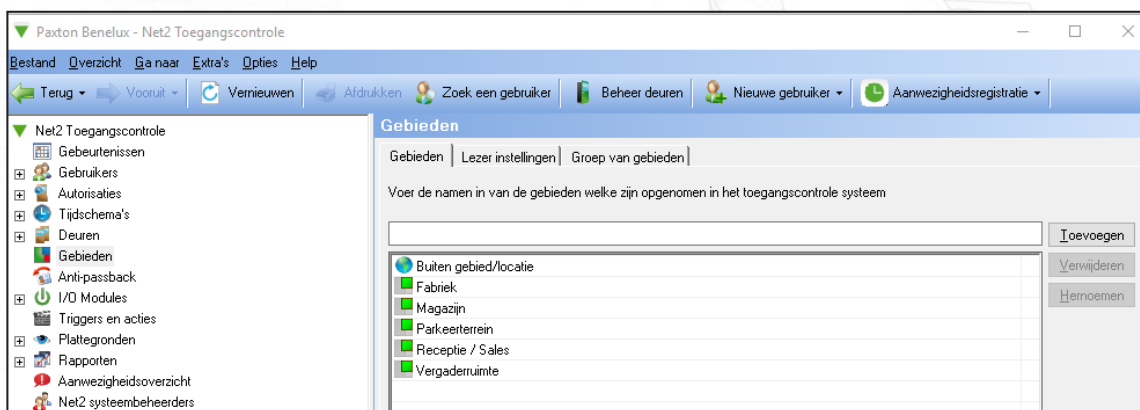 Paxton Benelux - Net2 Toegangscontrole
Bestand Overzicht Ga naar Extra's Opties Help
Terug Vooruit Vernieuwen Afdrukken Zoek een gebruiker Beheer deuren Nieuwe gebruiker Aanwezigheidsregistratie
Net2 Toegangscontrole
Gebeurtenissen
Gebruikers
Autorisaties
Tijdschema's
Deuren
Gebieden
Anti-passback
I/O Modules
Triggers en acties
Plattegronden
Rapporten
Aanwezigheidsoverzicht
Net2 systeembeheerders
Gebieden
Gebieden Lezer instellingen Groep van gebieden
Voer de namen in van de gebieden welke zijn opgenomen in het toegangscontrole systeem
Toevoegen
Verwijderen
Hernoemen
Buiten gebied/locatie
Fabriek
Magazijn
Parkeerterrein
Receptie / Sales
Vergaderruimte